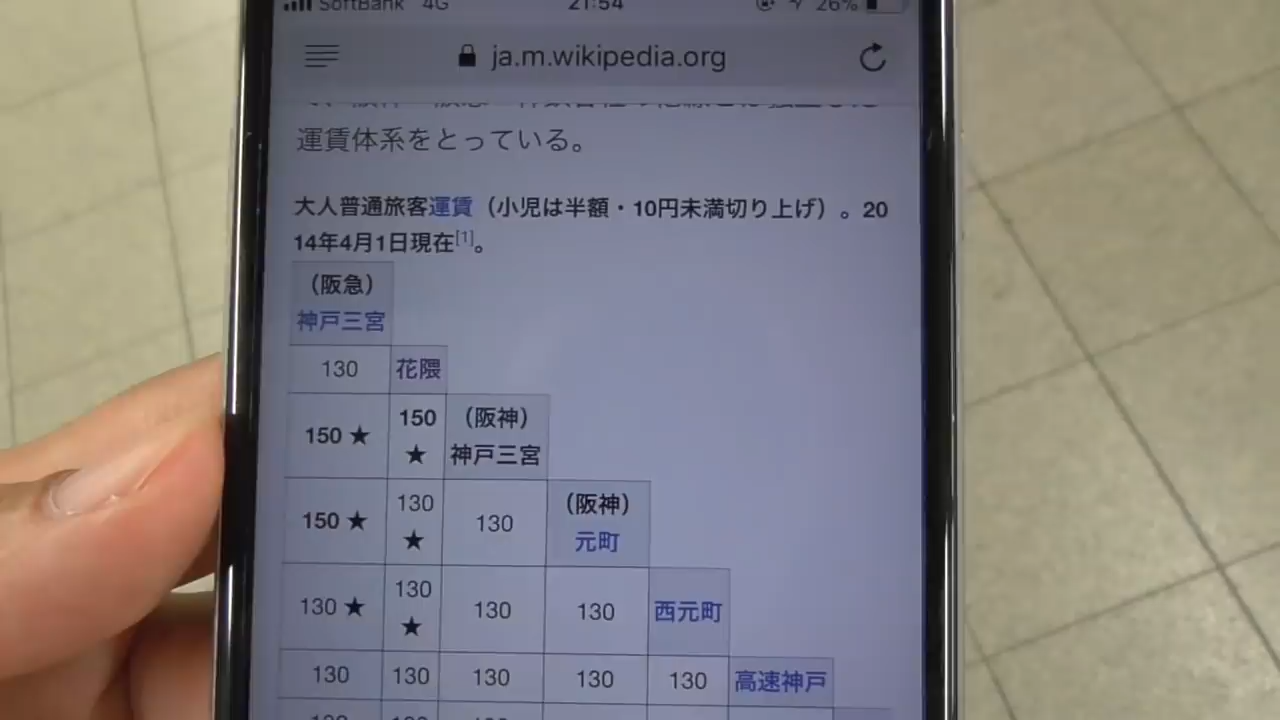 SoftBank 4G 21:54 26%
ja.m.wikipedia.org
運賃体系をとっている。
大人普通旅客運賃（小児は半額・10円未満切り上げ）。20
14年4月1日現在[1]。
（阪急）
神戸三宮
130 花隈
150 ★ 150 ★ （阪神）
神戸三宮
150 ★ 130 ★ 130 （阪神）
元町
130 ★ 130 ★ 130 130 西元町
130 130 130 130 130 高速神戸